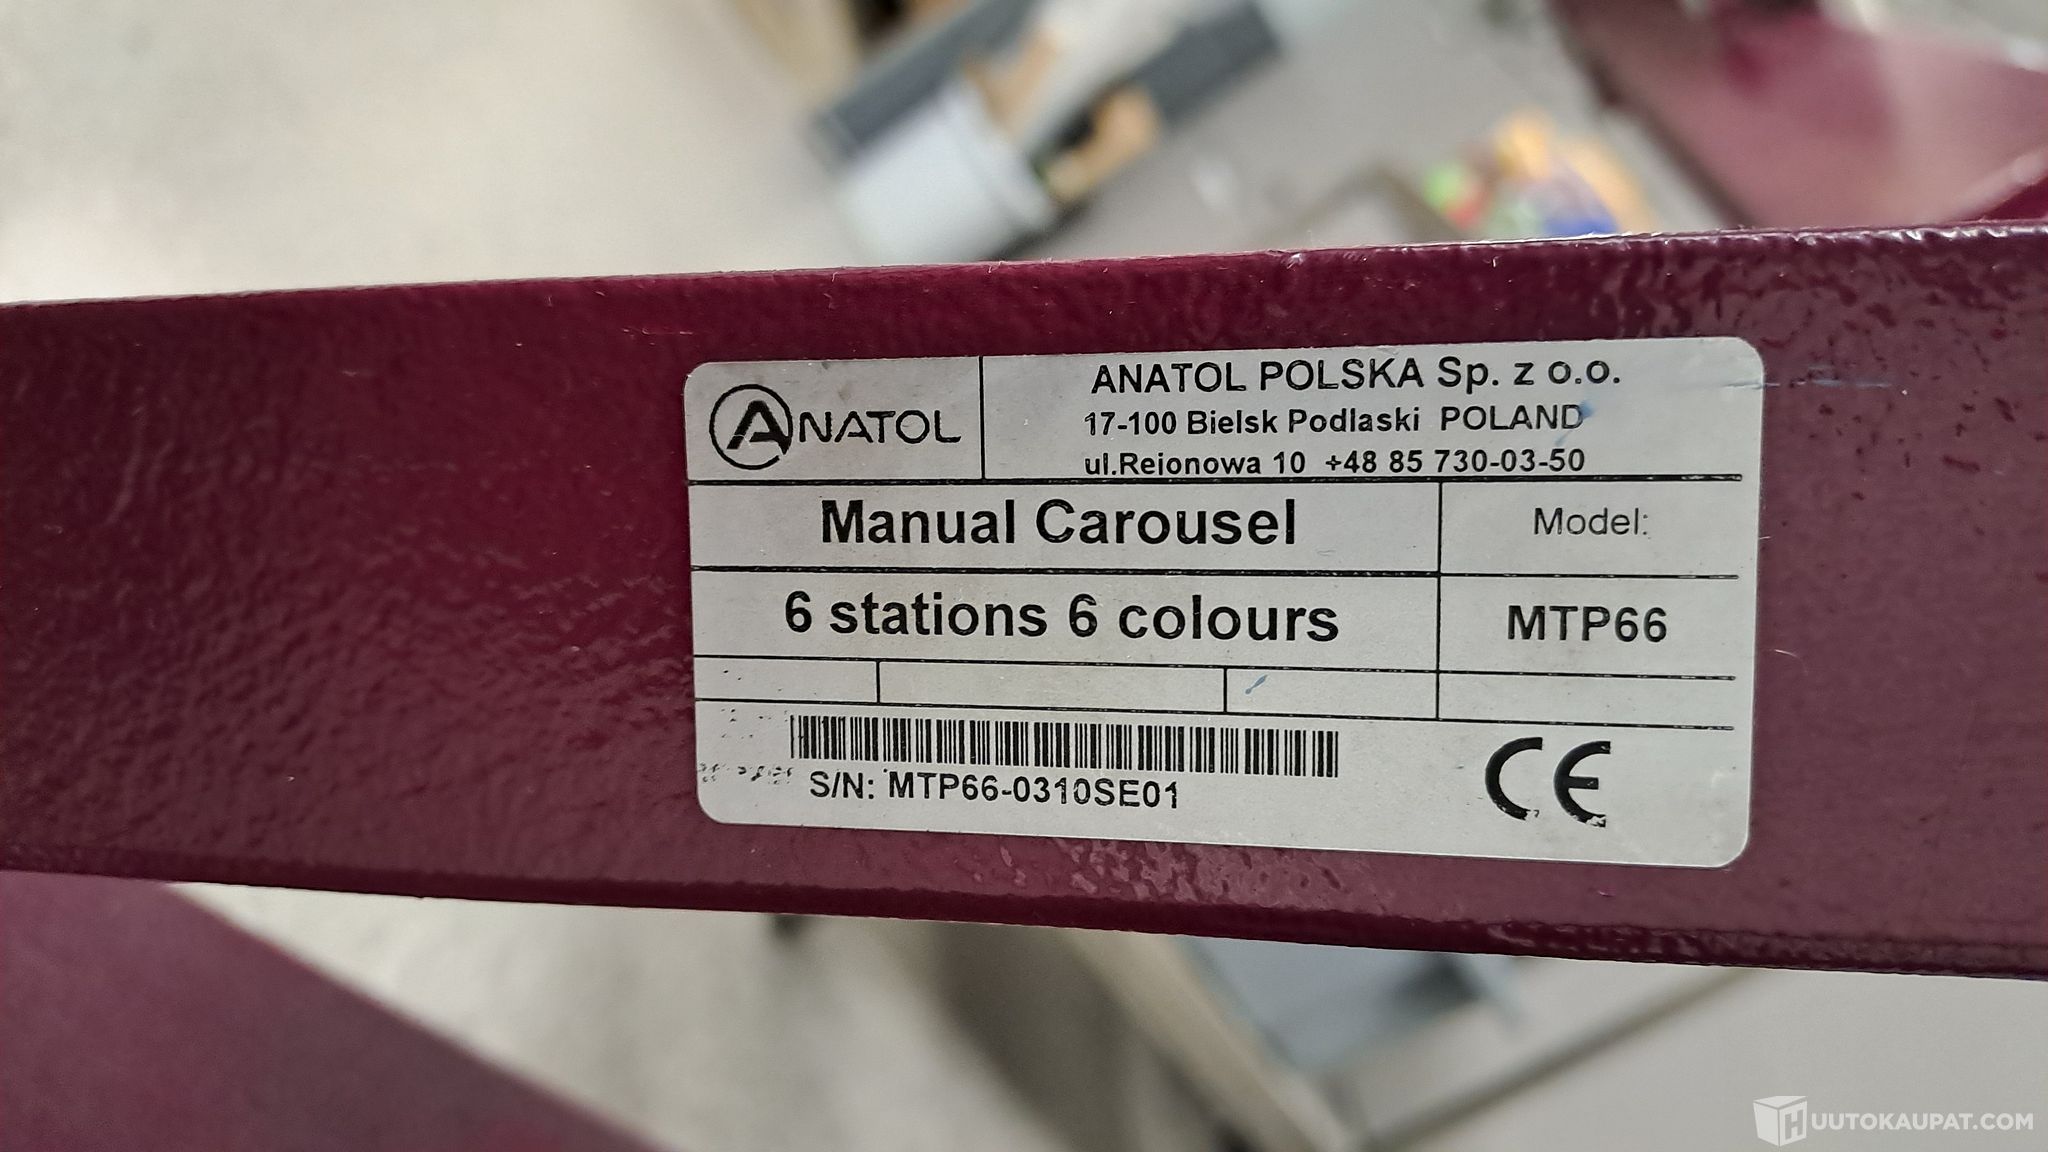 ANATOL
ANATOL POLSKA Sp. z o.o.
17-100 Bielsk Podlaski POLAND
ul.Rejonowa 10 +48 85 730-03-50
Manual Carousel
Model:
6 stations 6 colours
MTP66
S/N: MTP66-0310SE01
CE
HUUTOKAUPAT.COM